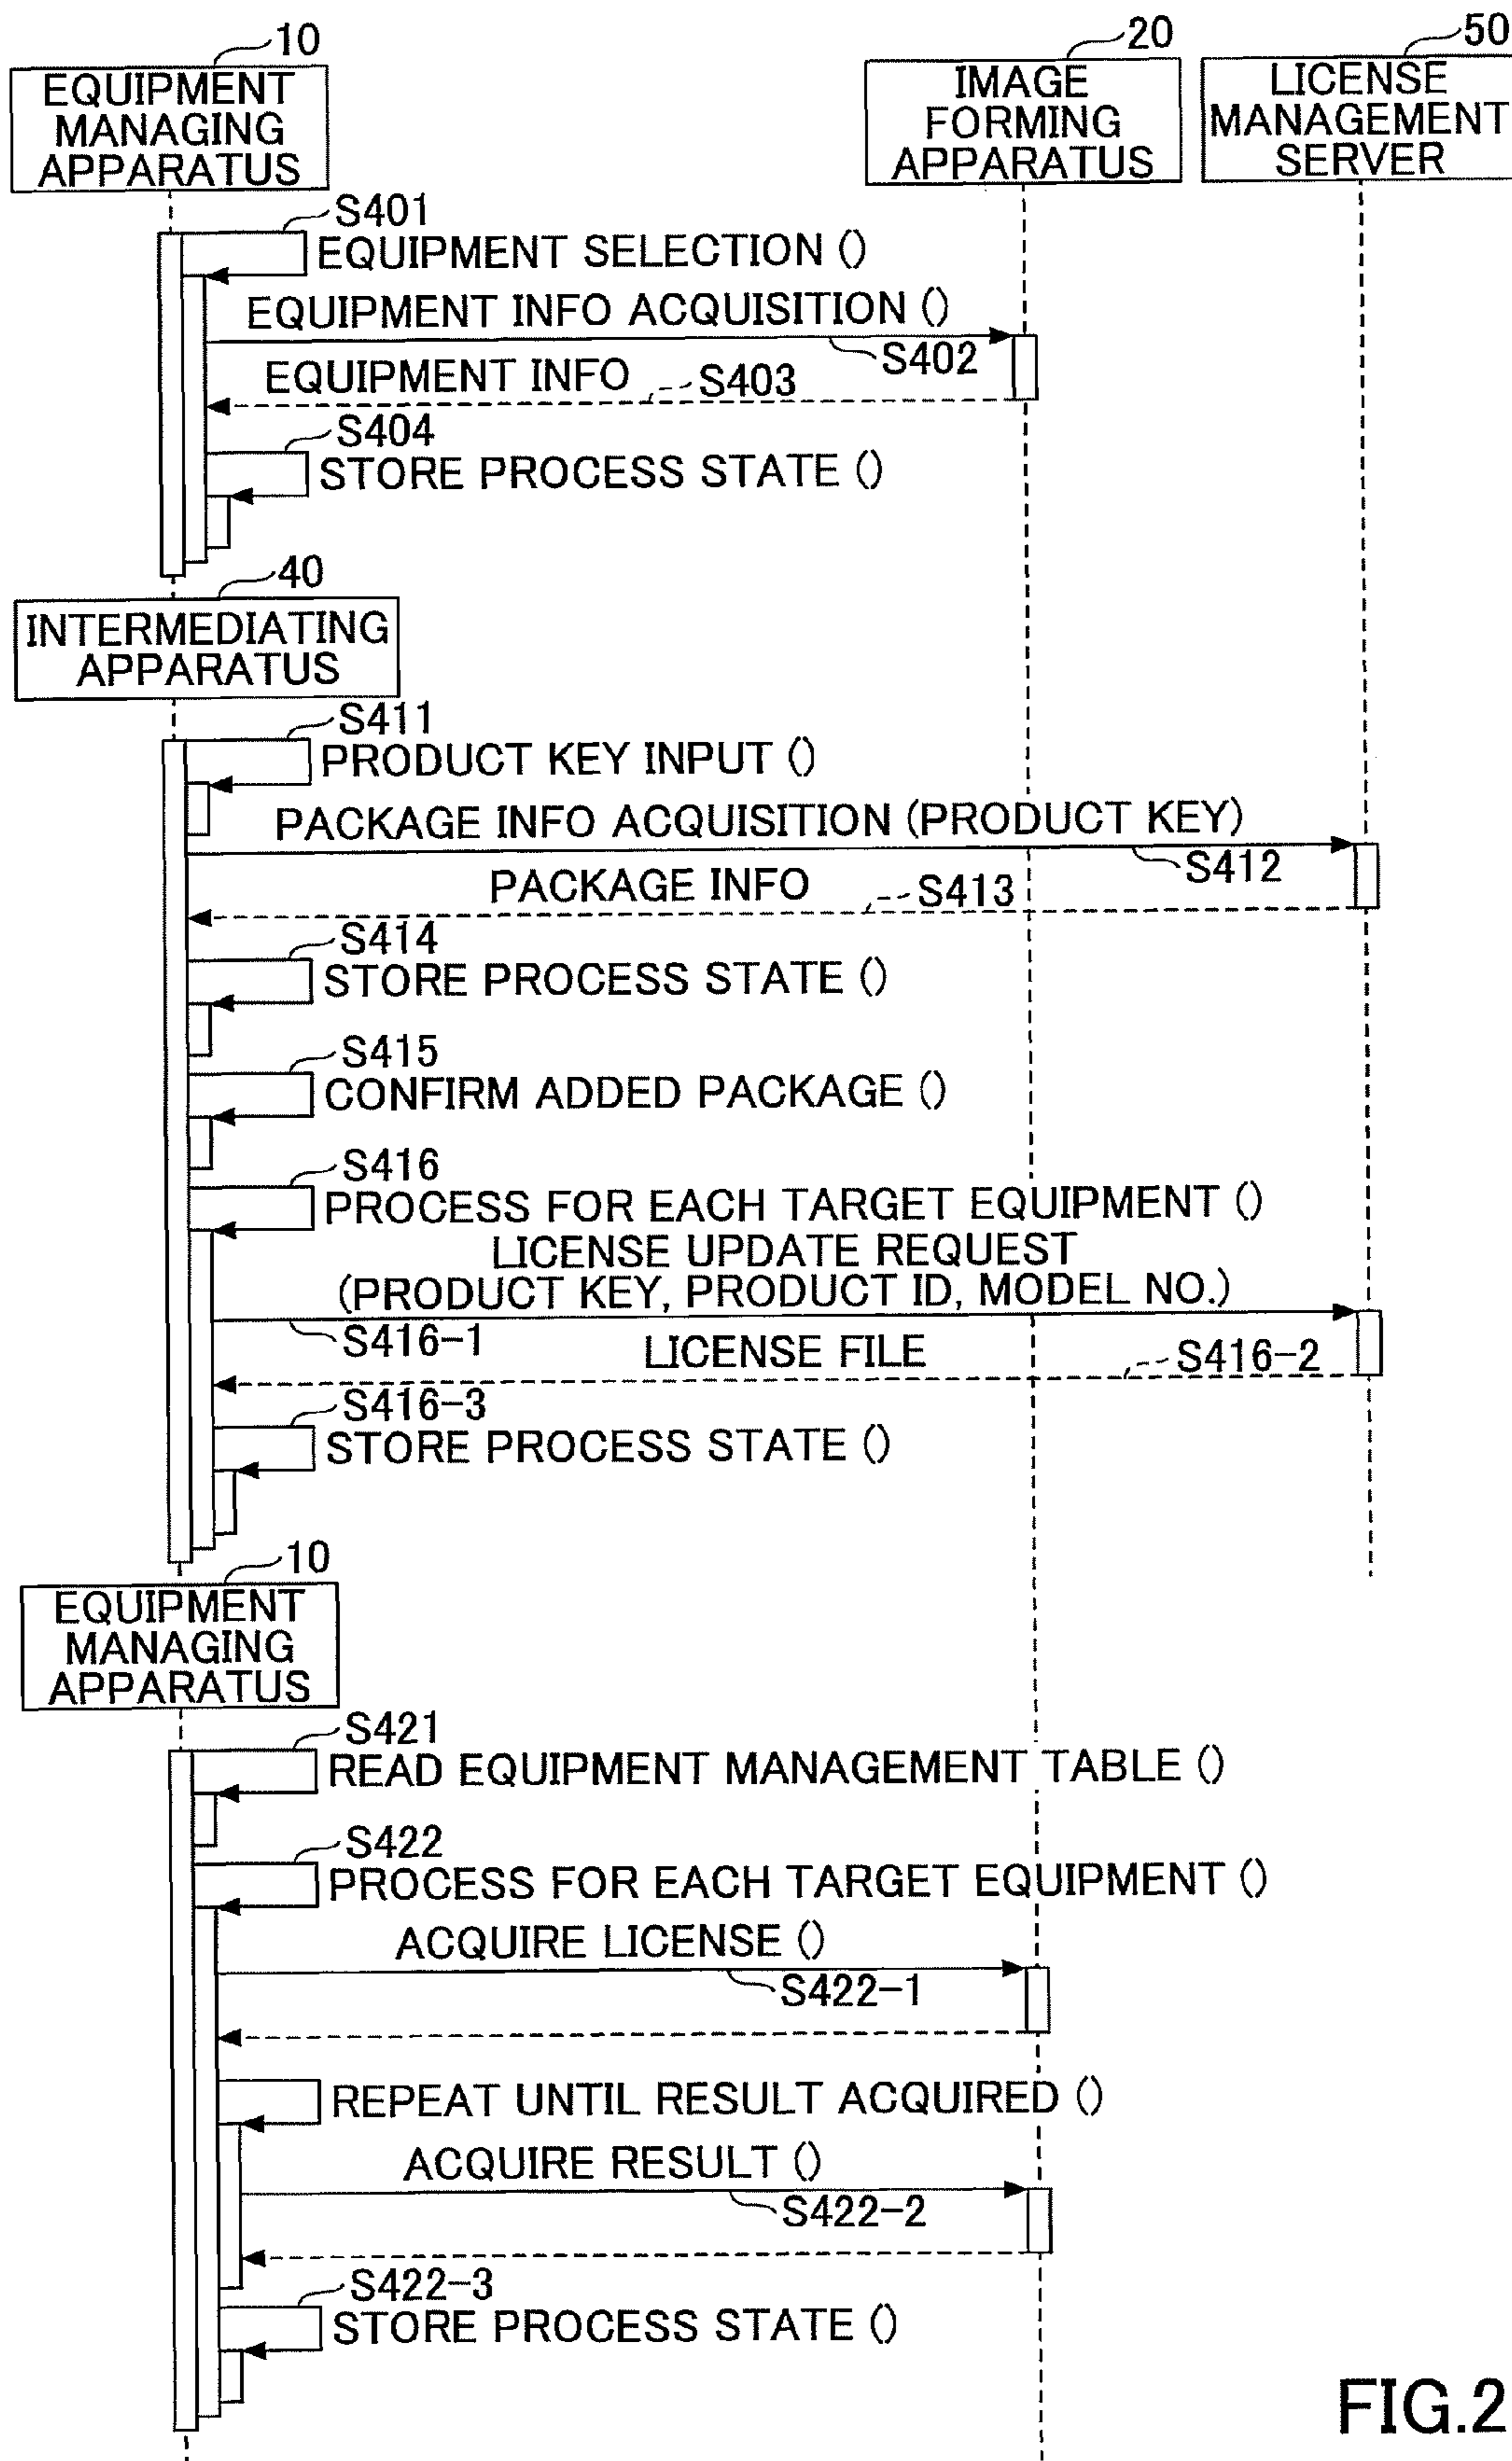 10
EQUIPMENT
MANAGING
APPARATUS
20
IMAGE
FORMING
APPARATUS
50
LICENSE
MANAGEMENT
SERVER
S401
EQUIPMENT SELECTION ()
EQUIPMENT INFO ACQUISITION ()
S402
EQUIPMENT INFO
S403
S404
STORE PROCESS STATE ()
40
INTERMEDIATING
APPARATUS
S411
PRODUCT KEY INPUT ()
PACKAGE INFO ACQUISITION (PRODUCT KEY)
S412
PACKAGE INFO
S413
S414
STORE PROCESS STATE ()
S415
CONFIRM ADDED PACKAGE ()
S416
PROCESS FOR EACH TARGET EQUIPMENT ()
LICENSE UPDATE REQUEST
(PRODUCT KEY, PRODUCT ID, MODEL NO.)
S416-1
LICENSE FILE
S416-2
S416-3
STORE PROCESS STATE ()
10
EQUIPMENT
MANAGING
APPARATUS
S421
READ EQUIPMENT MANAGEMENT TABLE ()
S422
PROCESS FOR EACH TARGET EQUIPMENT ()
ACQUIRE LICENSE ()
S422-1
REPEAT UNTIL RESULT ACQUIRED ()
ACQUIRE RESULT ()
S422-2
S422-3
STORE PROCESS STATE ()
FIG.2